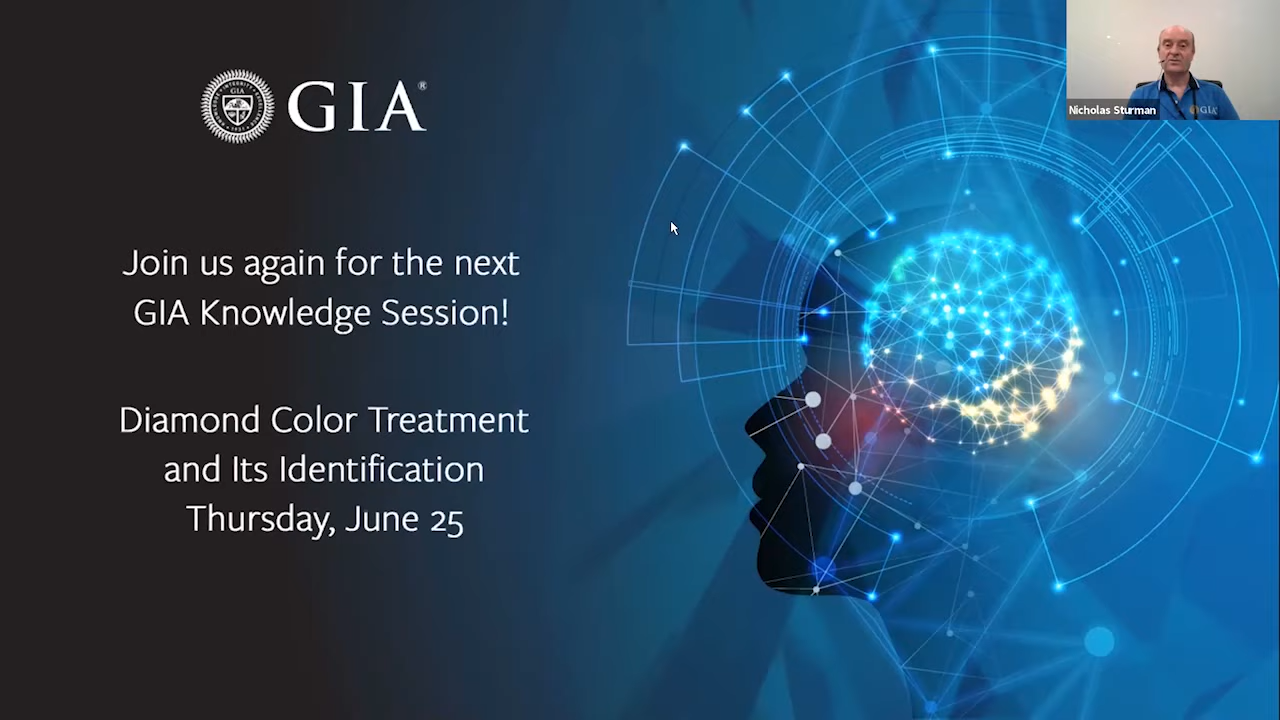 GIA®
Join us again for the next
GIA Knowledge Session!
Diamond Color Treatment
and Its Identification
Thursday, June 25
Nicholas Sturman
GIA